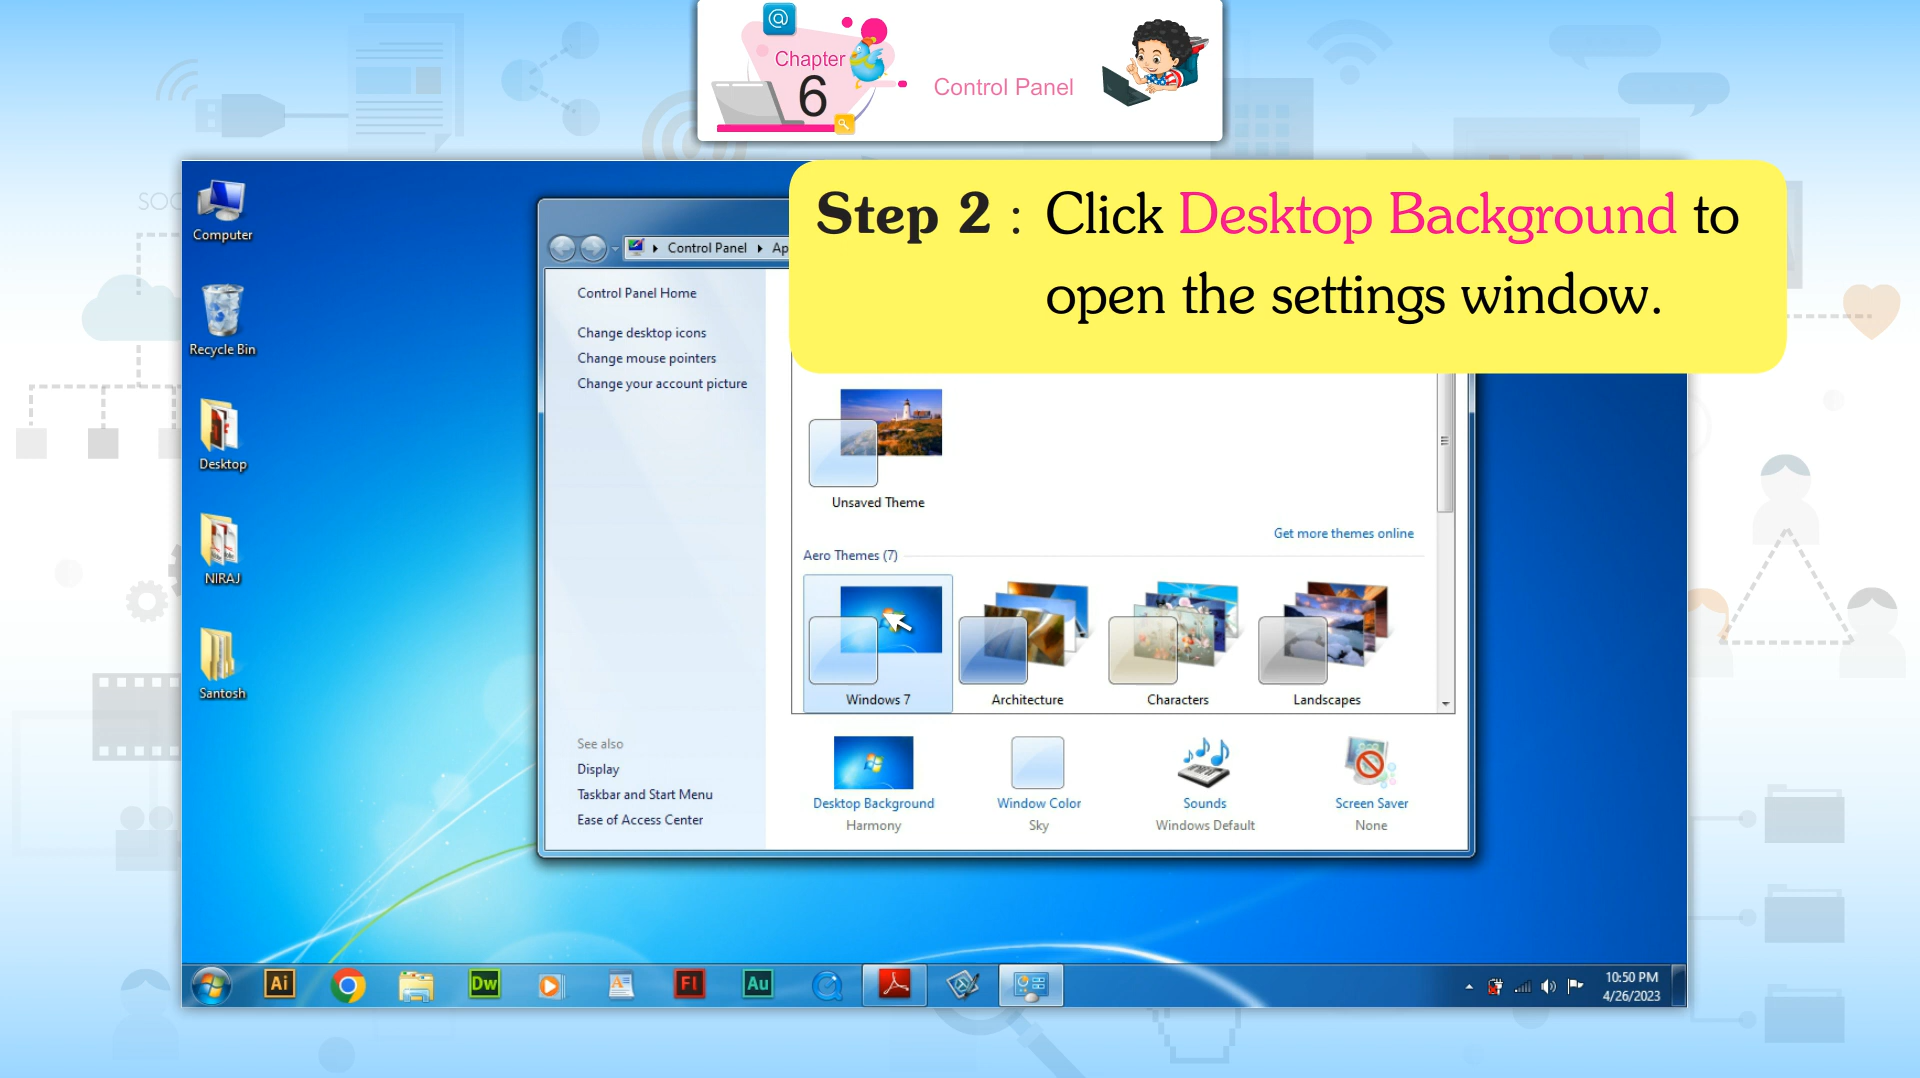 Chapter
6
Control Panel
Step 2 : Click Desktop Background to
open the settings window.
Computer
Recycle Bin
Desktop
NIRAJ
Santosh
Control Panel ▸ Ap
Control Panel Home
Change desktop icons
Change mouse pointers
Change your account picture
See also
Display
Taskbar and Start Menu
Ease of Access Center
Unsaved Theme
Get more themes online
Aero Themes (7)
Windows 7 Architecture Characters Landscapes
Desktop Background Window Color Sounds Screen Saver
Harmony Sky Windows Default None
Ai Dw Fl Au
10:50 PM
4/26/2023